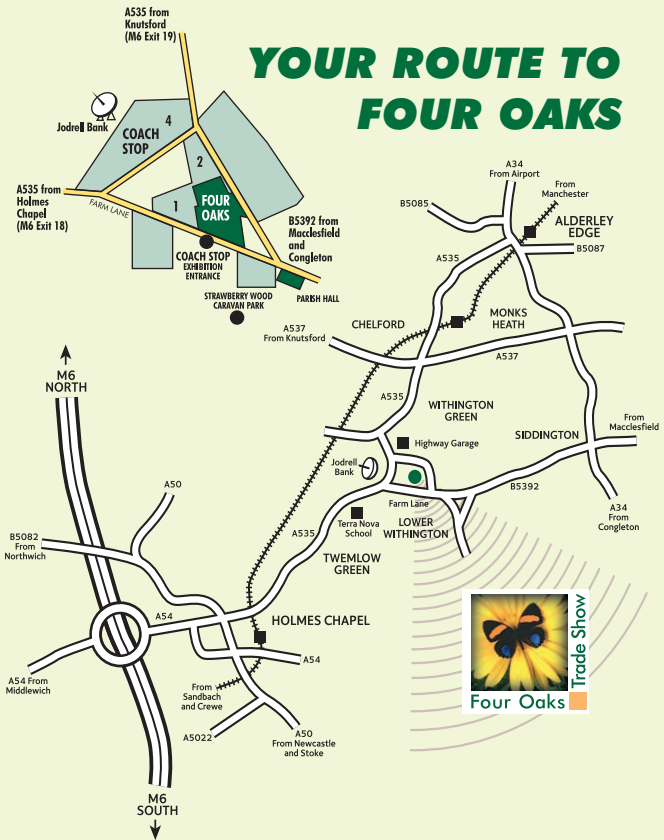 YOUR ROUTE TO
FOUR OAKS
A535 from
Knutsford
(M6 Exit 19)
Jodrell Bank
COACH
STOP
4
2
1
FOUR
OAKS
A535 from
Holmes
Chapel
(M6 Exit 18)
FARM LANE
B5392 from
Macclesfield
and
Congleton
COACH STOP
EXHIBITION
ENTRANCE
STRAWBERRY WOOD
CARAVAN PARK
PARISH HALL
A34
From Airport
From
Manchester
B5085
ALDERLEY
EDGE
B5087
A535
CHELFORD
MONKS
HEATH
A537
From Knutsford
A537
A535
WITHINGTON
GREEN
Highway Garage
SIDDINGTON
From
Macclesfield
Jodrell
Bank
B5392
Farm Lane
A34
From
Congleton
Terra Nova
School
LOWER
WITHINGTON
A535
TWEMLOW
GREEN
M6
NORTH
A50
B5082
From
Northwich
A54
HOLMES CHAPEL
A54
A54 From
Middlewich
From
Sandbach
and Crewe
A5022
A50
From Newcastle
and Stoke
M6
SOUTH
Four Oaks
Trade Show